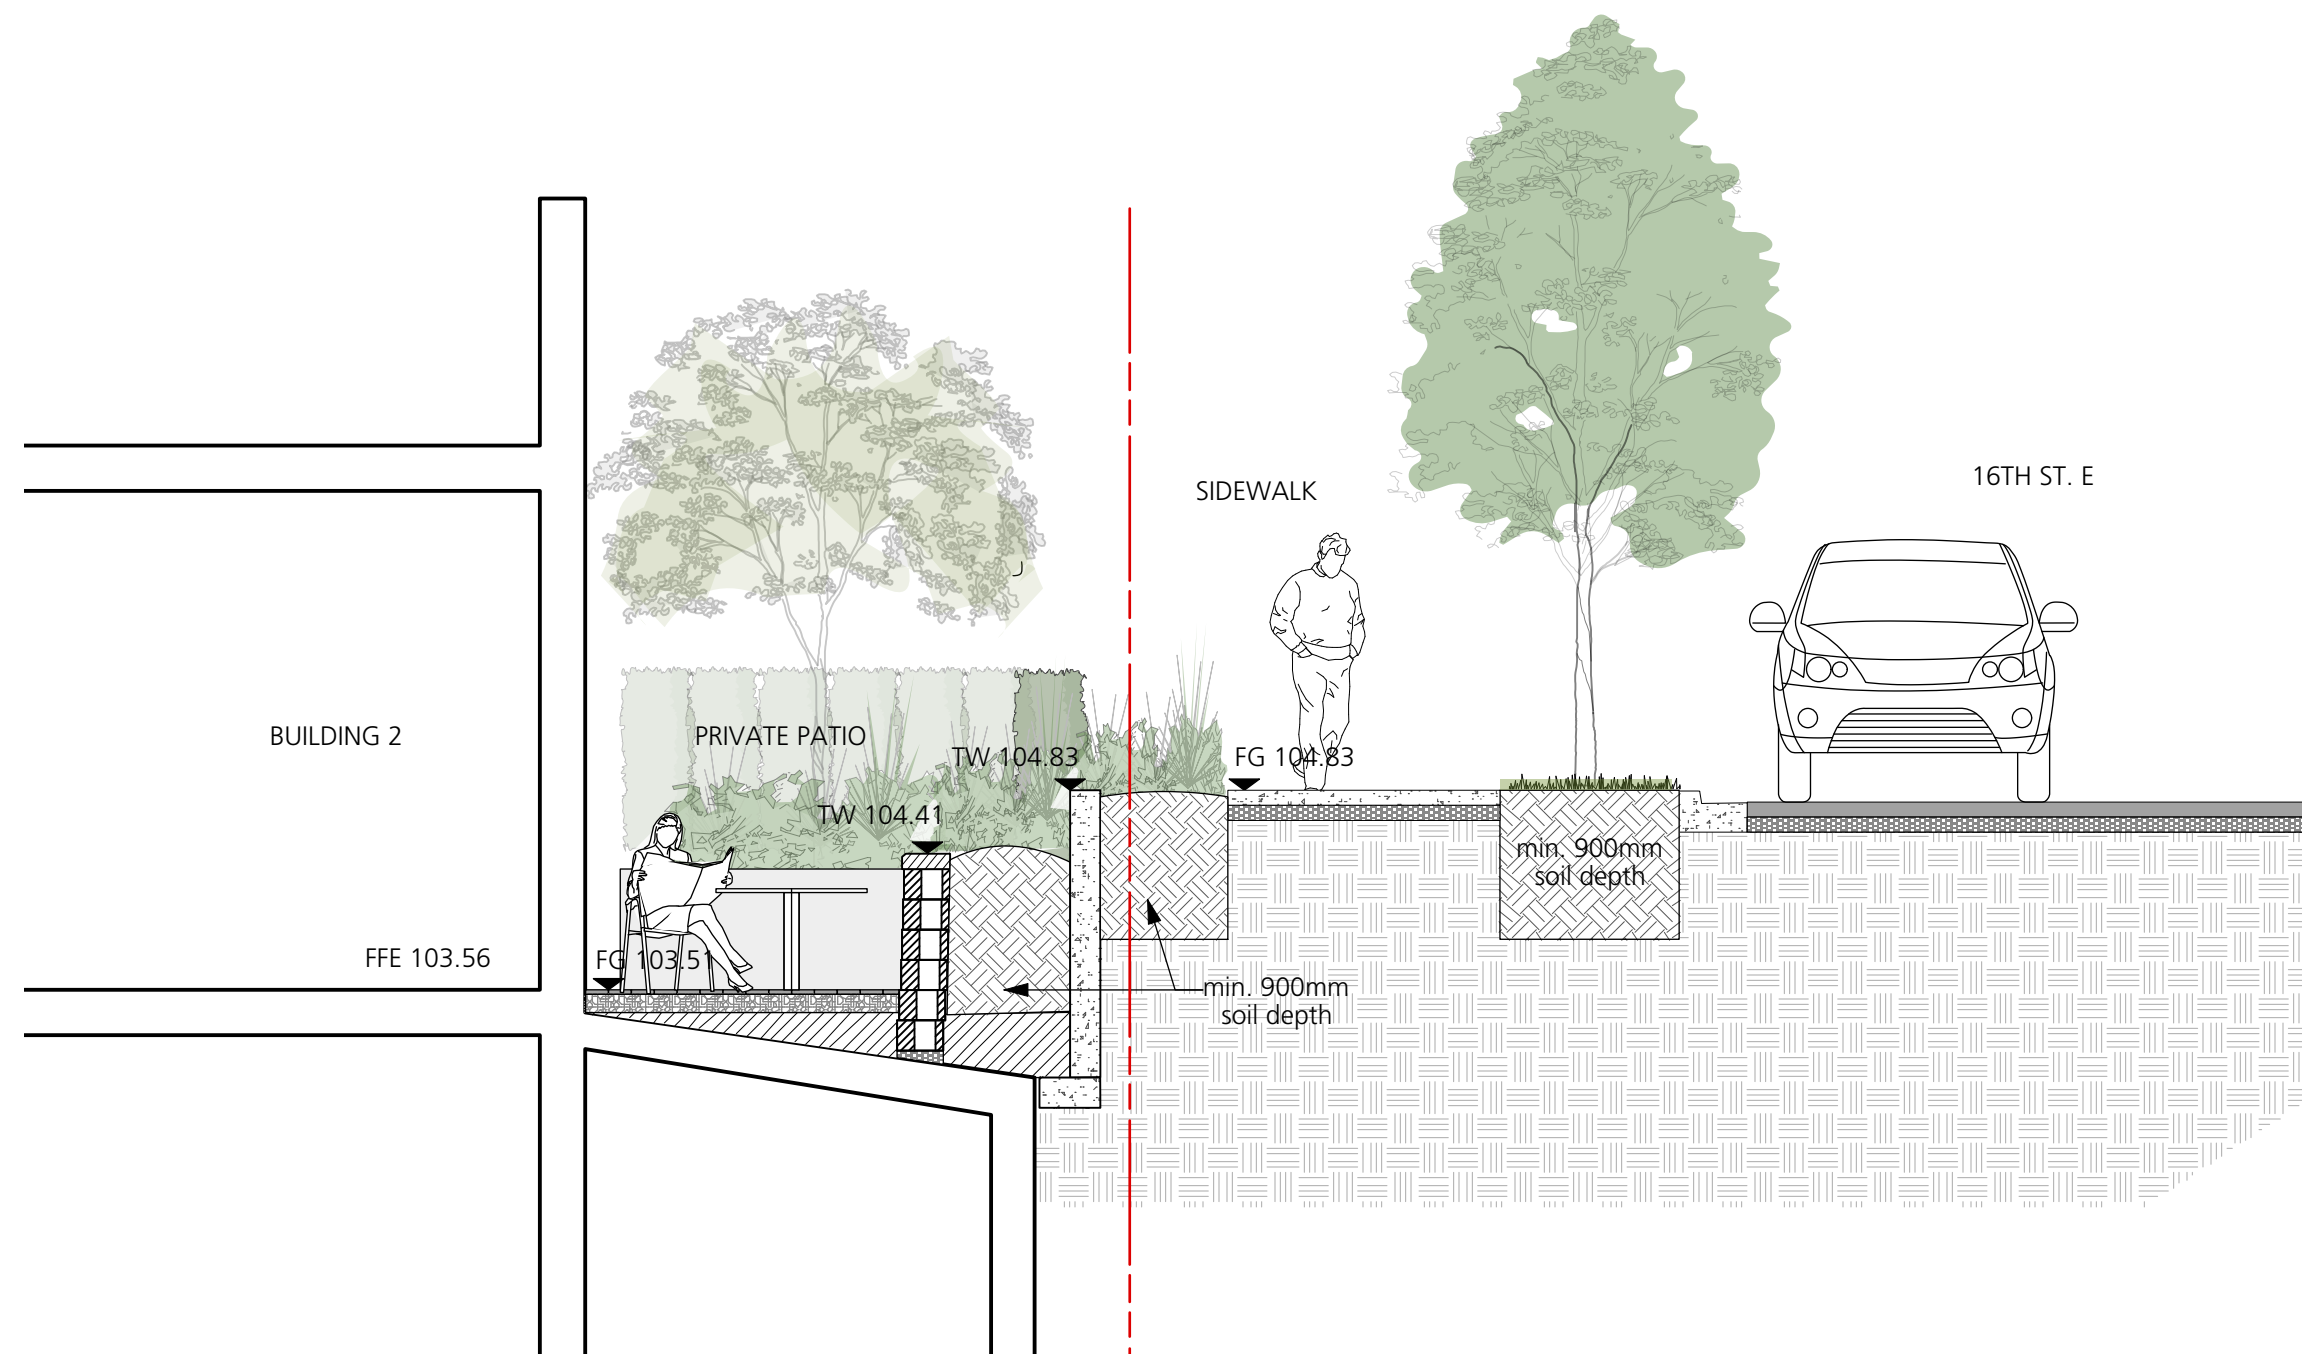 16TH ST. E
SIDEWALK
BUILDING 2
PRIVATE PATIO
TW 104.83
FG 104.83
TW 104.41
min. 900mm
soil depth
FFE 103.56
FG 103.51
min. 900mm
soil depth